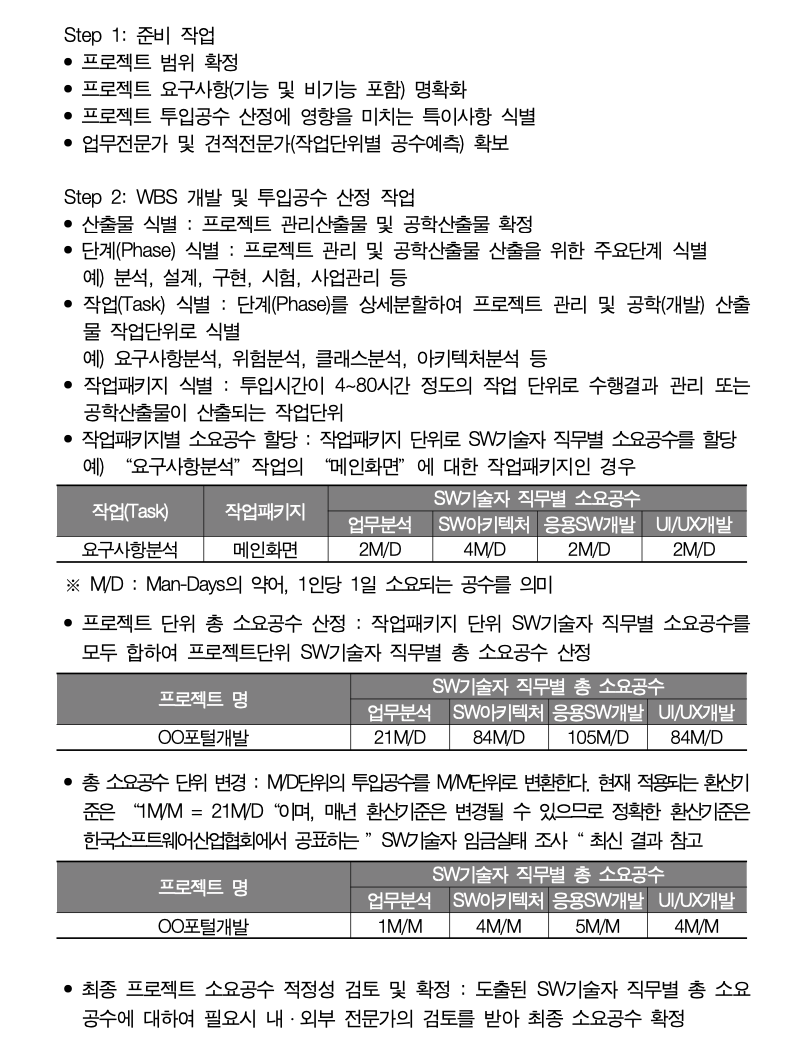 Step 1: 준비 작업
• 프로젝트 범위 확정
• 프로젝트 요구사항(기능 및 비기능 포함) 명확화
• 프로젝트 투입공수 산정에 영향을 미치는 특이사항 식별
• 업무전문가 및 견적전문가(작업단위별 공수예측) 확보
Step 2: WBS 개발 및 투입공수 산정 작업
• 산출물 식별 : 프로젝트 관리산출물 및 공학산출물 확정
• 단계(Phase) 식별 : 프로젝트 관리 및 공학산출물 산출을 위한 주요단계 식별
예) 분석, 설계, 구현, 시험, 사업관리 등
• 작업(Task) 식별 : 단계(Phase)를 상세분할하여 프로젝트 관리 및 공학(개발) 산출
물 작업단위로 식별
예) 요구사항분석, 위험분석, 클래스분석, 아키텍처분석 등
• 작업패키지 식별 : 투입시간이 4~80시간 정도의 작업 단위로 수행결과 관리 또는
공학산출물이 산출되는 작업단위
• 작업패키지별 소요공수 할당 : 작업패키지 단위로 SW기술자 직무별 소요공수를 할당
예) “요구사항분석” 작업의 “메인화면” 에 대한 작업패키지인 경우
작업(Task) 작업패키지 SW기술자 직무별 소요공수
업무분석 SW아키텍처 응용SW개발 UI/UX개발
요구사항분석 메인화면 2M/D 4M/D 2M/D 2M/D
※ M/D : Man-Days의 약어, 1인당 1일 소요되는 공수를 의미
• 프로젝트 단위 총 소요공수 산정 : 작업패키지 단위 SW기술자 직무별 소요공수를
모두 합하여 프로젝트단위 SW기술자 직무별 총 소요공수 산정
프로젝트 명 SW기술자 직무별 총 소요공수
업무분석 SW아키텍처 응용SW개발 UI/UX개발
OO포털개발 21M/D 84M/D 105M/D 84M/D
• 총 소요공수 단위 변경 : M/D단위의 투입공수를 M/M단위로 변환한다. 현재 적용되는 환산기
준은 “1M/M = 21M/D “이며, 매년 환산기준은 변경될 수 있으므로 정확한 환산기준은
한국소프트웨어산업협회에서 공표하는 ” SW기술자 임금실태 조사 “ 최신 결과 참고
프로젝트 명 SW기술자 직무별 총 소요공수
업무분석 SW아키텍처 응용SW개발 UI/UX개발
OO포털개발 1M/M 4M/M 5M/M 4M/M
• 최종 프로젝트 소요공수 적정성 검토 및 확정 : 도출된 SW기술자 직무별 총 소요
공수에 대하여 필요시 내·외부 전문가의 검토를 받아 최종 소요공수 확정